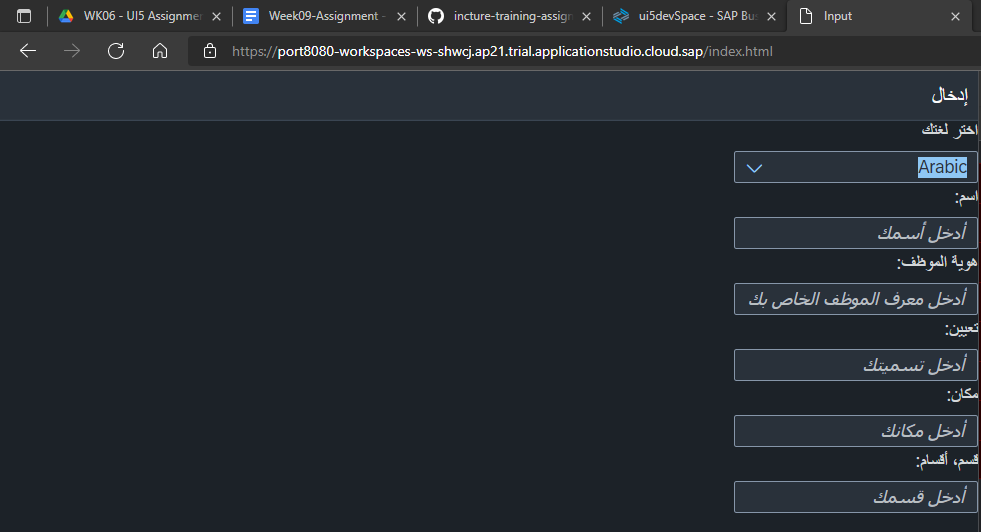 WK06 - UI5 Assignmen
Week09-Assignment -
incture-training-assign
ui5devSpace - SAP Bu
Input
https://port8080-workspaces-ws-shwcj.ap21.trial.applicationstudio.cloud.sap/index.html
إدخال
اختر لغتك
Arabic
اسم:
أدخل أسمك
هوية الموظف:
أدخل معرف الموظف الخاص بك
تعيين:
أدخل تسميتك
مكان:
أدخل مكانك
قسم، أقسام:
أدخل قسمك